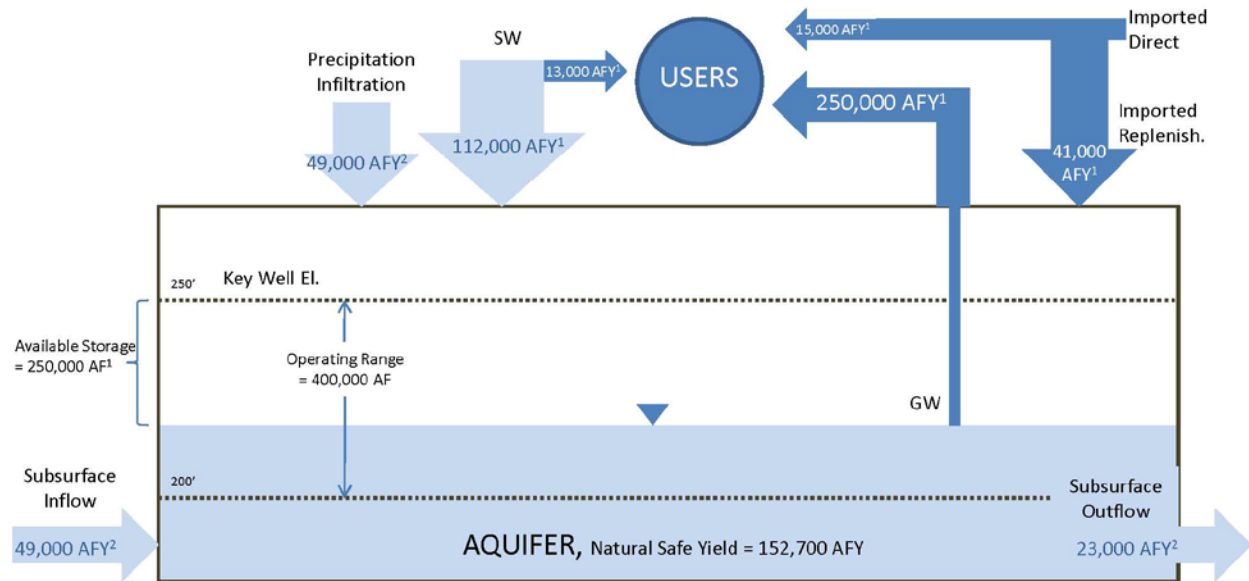 Imported
Direct
15,000 AFY¹
SW
Precipitation
Infiltration
13,000 AFY¹
USERS
250,000 AFY¹
Imported
Replenish.
112,000 AFY¹
49,000 AFY²
41,000
AFY¹
250'
Key Well El.
Available Storage
= 250,000 AF¹
Operating Range
= 400,000 AF
GW
Subsurface
Inflow
200'
Subsurface
Outflow
49,000 AFY²
AQUIFER, Natural Safe Yield = 152,700 AFY
23,000 AFY²